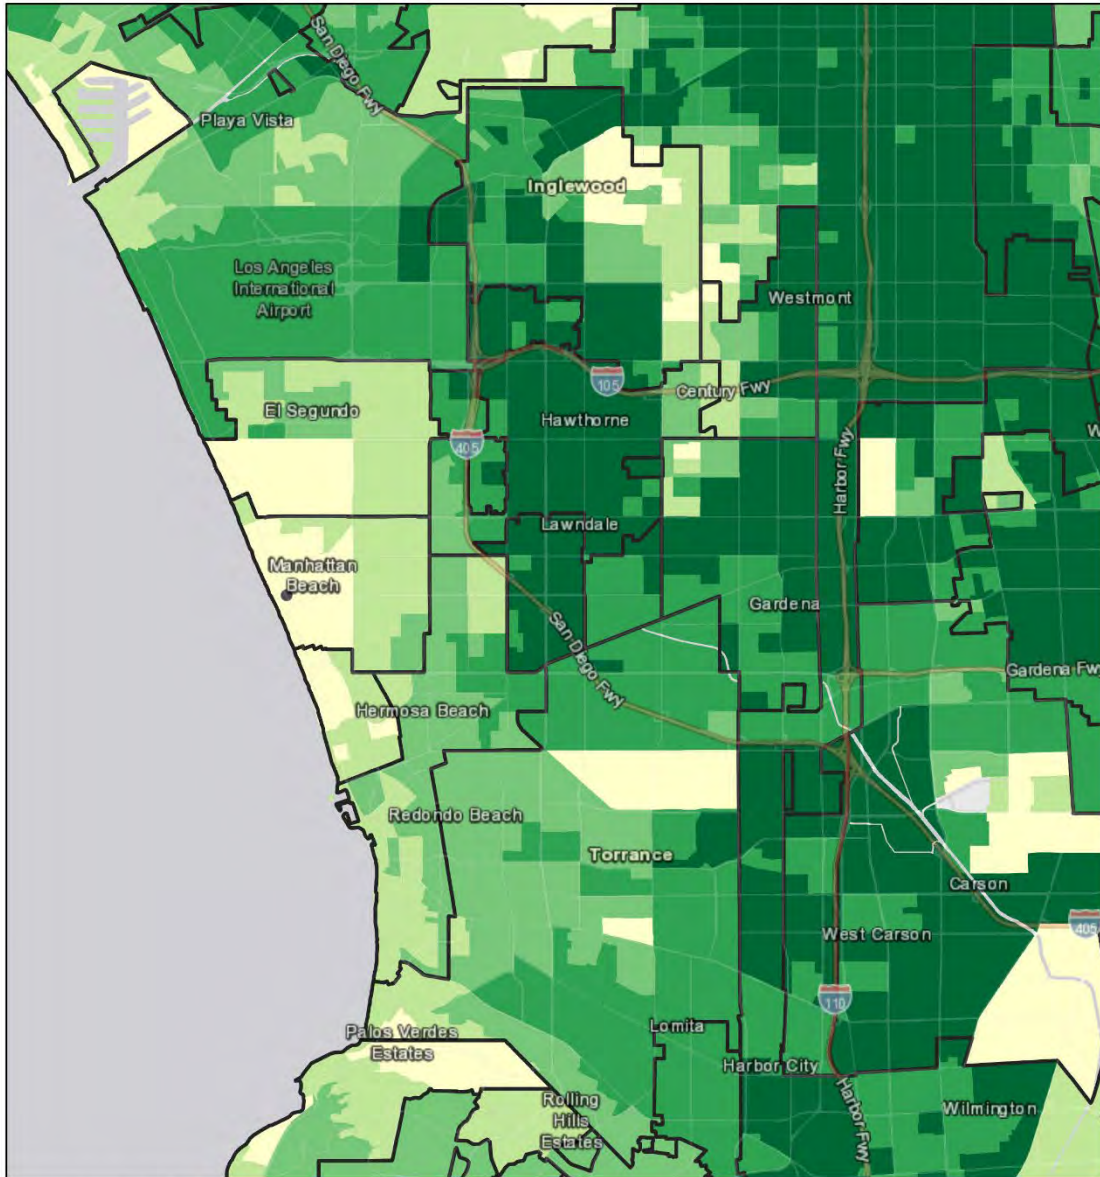 San Diego Fwy
Playa Vista
Inglewood
Los Angeles
International
Airport
Westmont
105
Century Fwy
El Segundo
Hawthorne
405
W
Harbor Fwy
Lawndale
Manhattan
Beach
Gardena
San Diego Fwy
Gardena Fwy
Hermosa Beach
Redondo Beach
Torrance
Carson
405
West Carson
110
Palos Verdes
Estates
Lomita
Harbor City
Rolling
Hills
Estates
Harbor Fwy
Wilmington